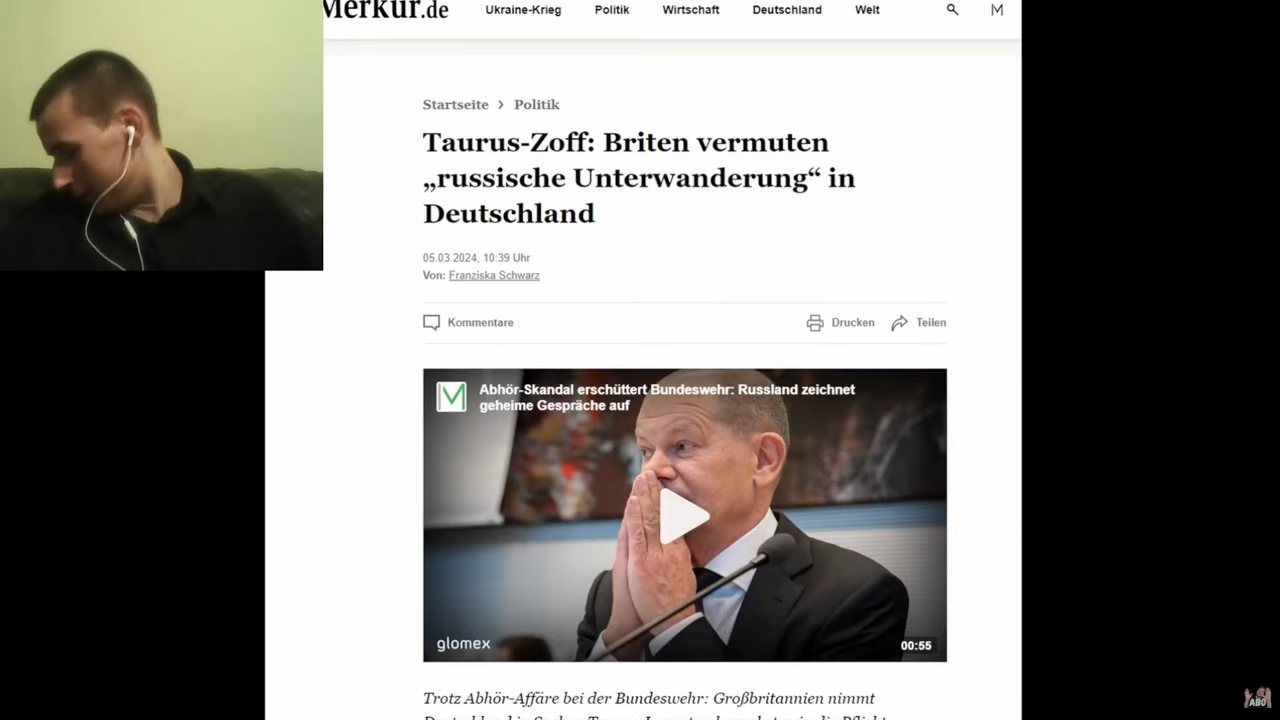 Merkur.de
Ukraine-Krieg Politik Wirtschaft Deutschland Welt M
Startseite > Politik
Taurus-Zoff: Briten vermuten
„russische Unterwanderung“ in
Deutschland
05.03.2024, 10:39 Uhr
Von: Franziska Schwarz
Kommentare Drucken Teilen
Abhör-Skandal erschüttert Bundeswehr: Russland zeichnet
geheime Gespräche auf
glomex
00:55
Trotz Abhör-Affäre bei der Bundeswehr: Großbritannien nimmt
ABO